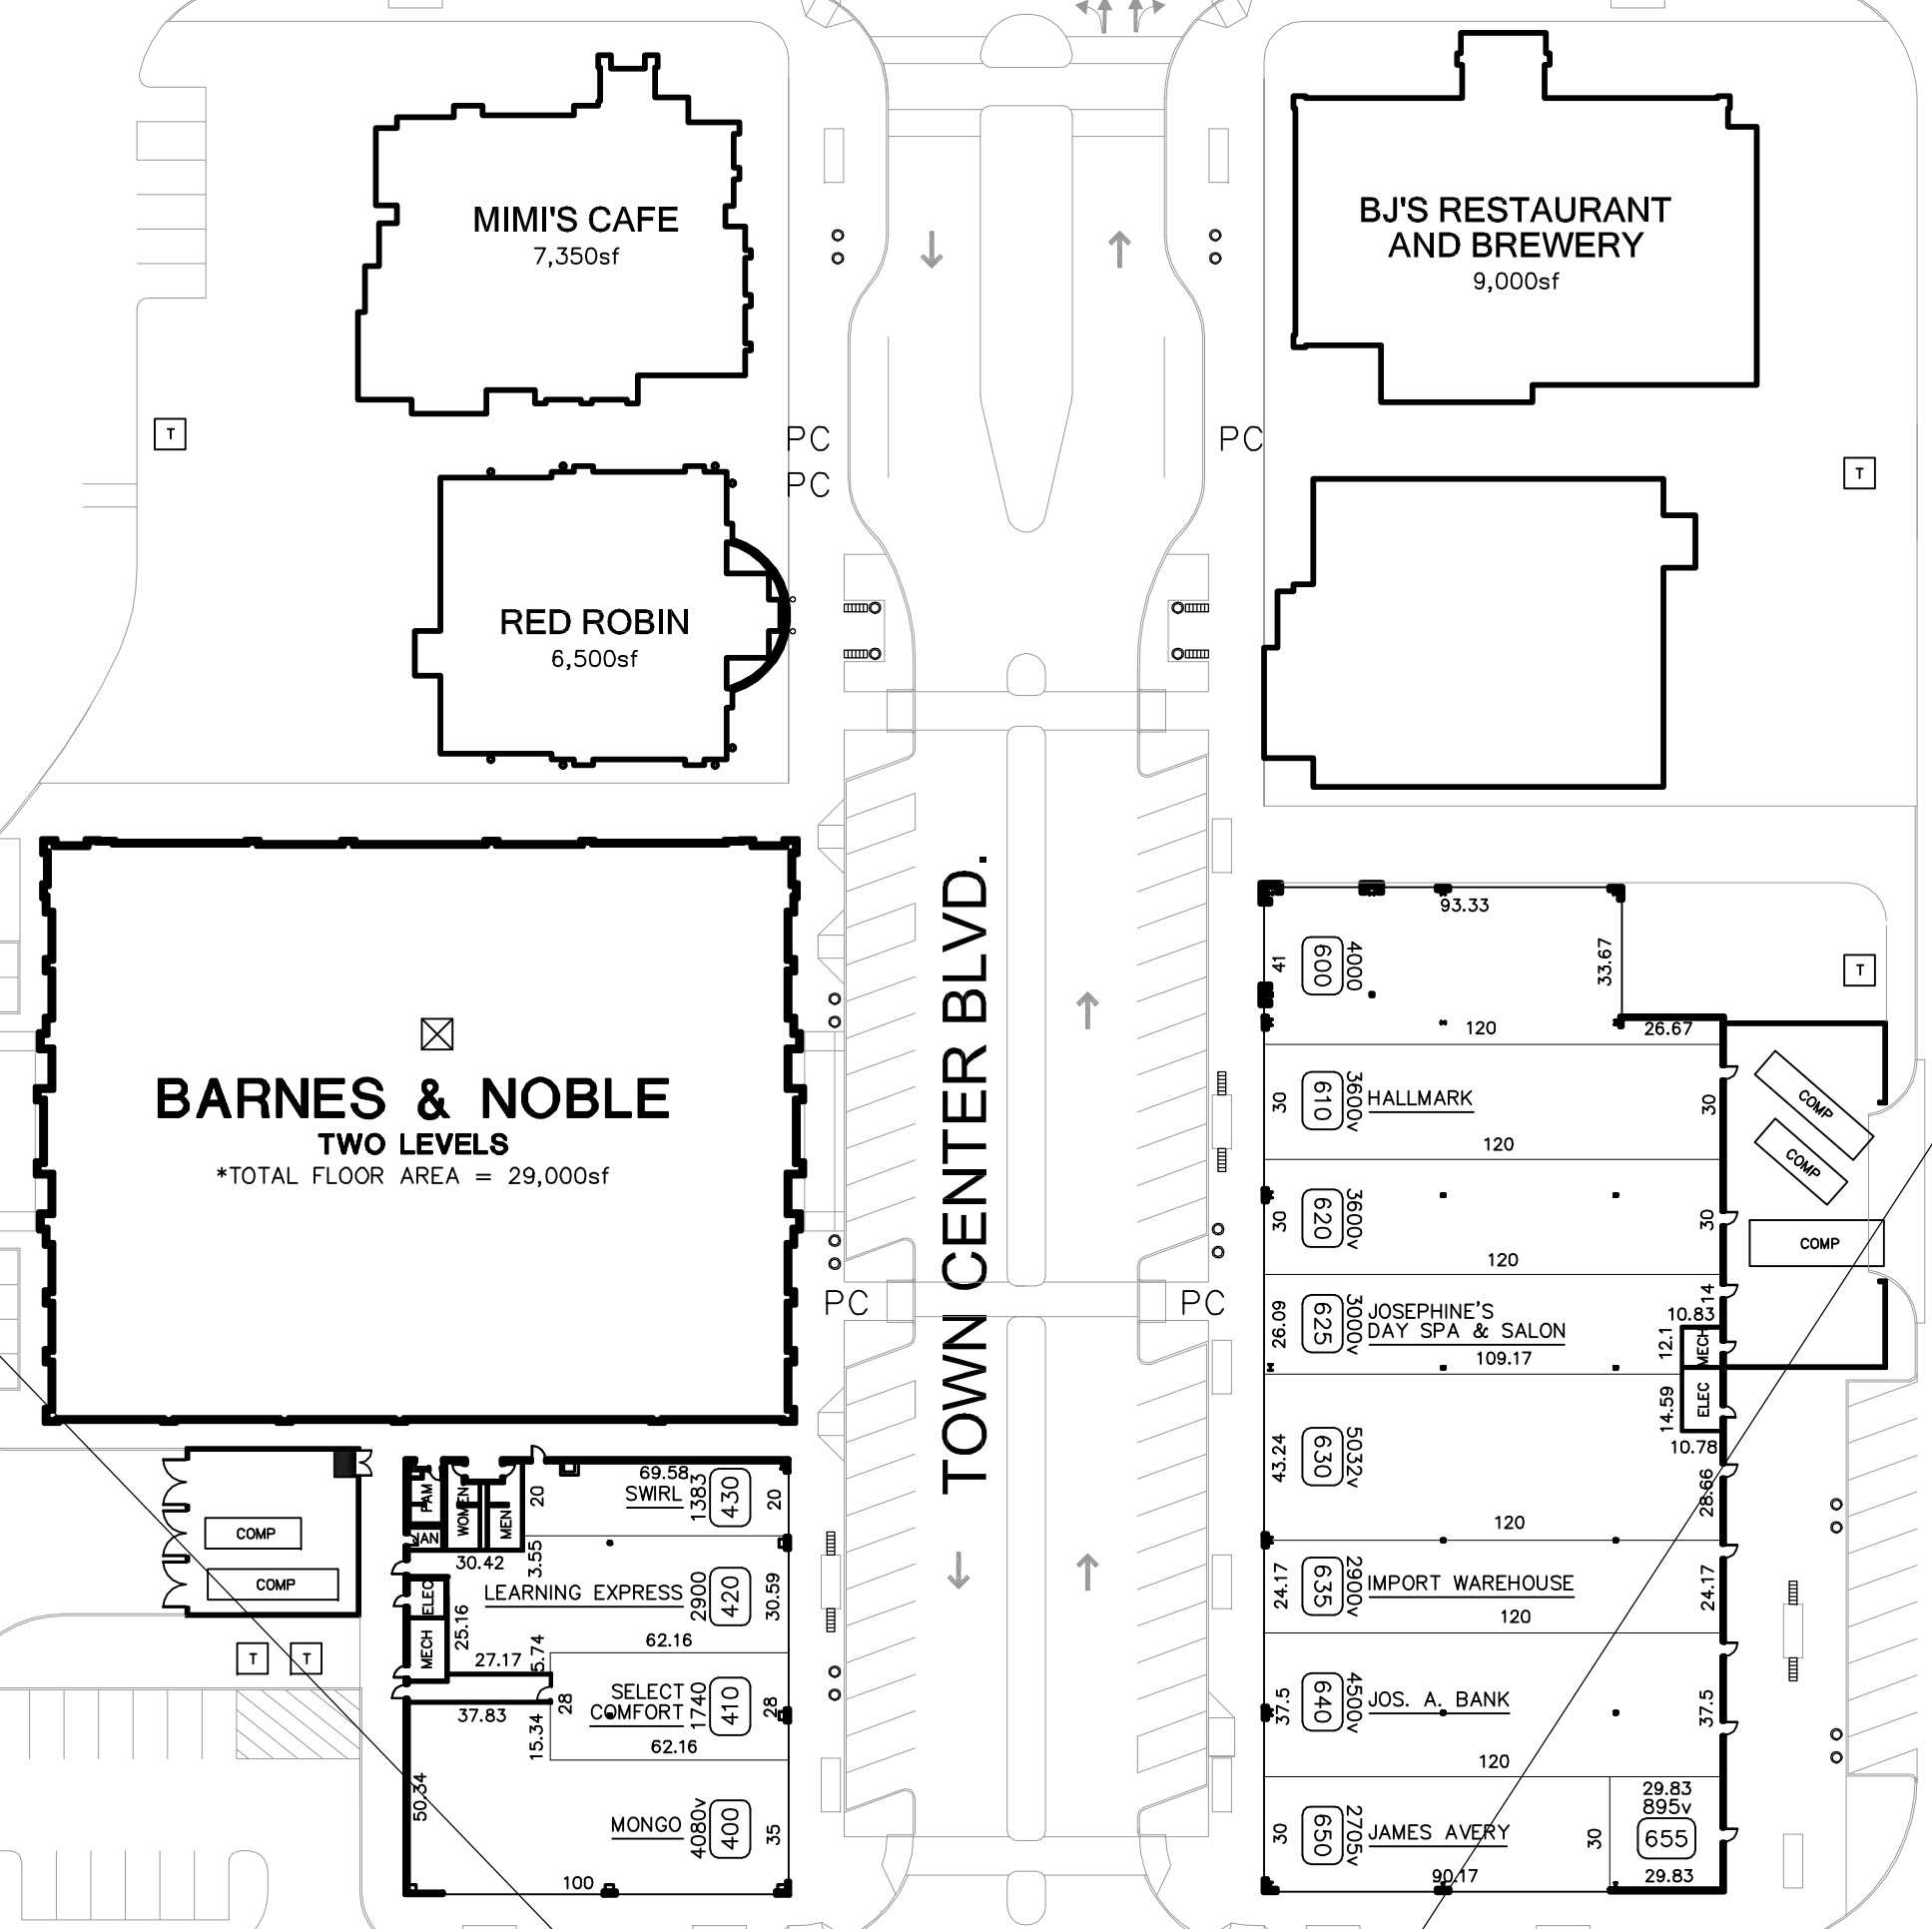 MIMI'S CAFE
7,350sf
BJ'S RESTAURANT
AND BREWERY
9,000sf
T
PC
PC
PC
T
RED ROBIN
6,500sf
BARNES & NOBLE
TWO LEVELS
*TOTAL FLOOR AREA = 29,000sf
TOWN CENTER BLVD.
PC
PC
93.33
41
600
4000
33.67
T
120
26.67
30
610
3600v
HALLMARK
30
120
COMP
COMP
COMP
30
620
3600v
30
120
26.09
625
3000v
JOSEPHINE'S
DAY SPA & SALON
109.17
14
10.83
12.1
MECH
14.59
ELEC
10.78
43.24
630
5032v
28.66
120
24.17
635
2900v
IMPORT WAREHOUSE
24.17
120
37.5
640
4500v
JOS. A. BANK
37.5
120
30
650
2705v
JAMES AVERY
90.17
30
29.83
895v
655
29.83
COMP
COMP
T
T
FAM
WOMEN
MEN
JAN
20
69.58
SWIRL
1383
430
20
30.42
3.55
ELEC
MECH
25.16
LEARNING EXPRESS
2900
420
30.59
62.16
27.17
5.74
37.83
28
15.34
SELECT
COMFORT
1740
410
28
62.16
50.34
MONGO
4080v
400
35
100